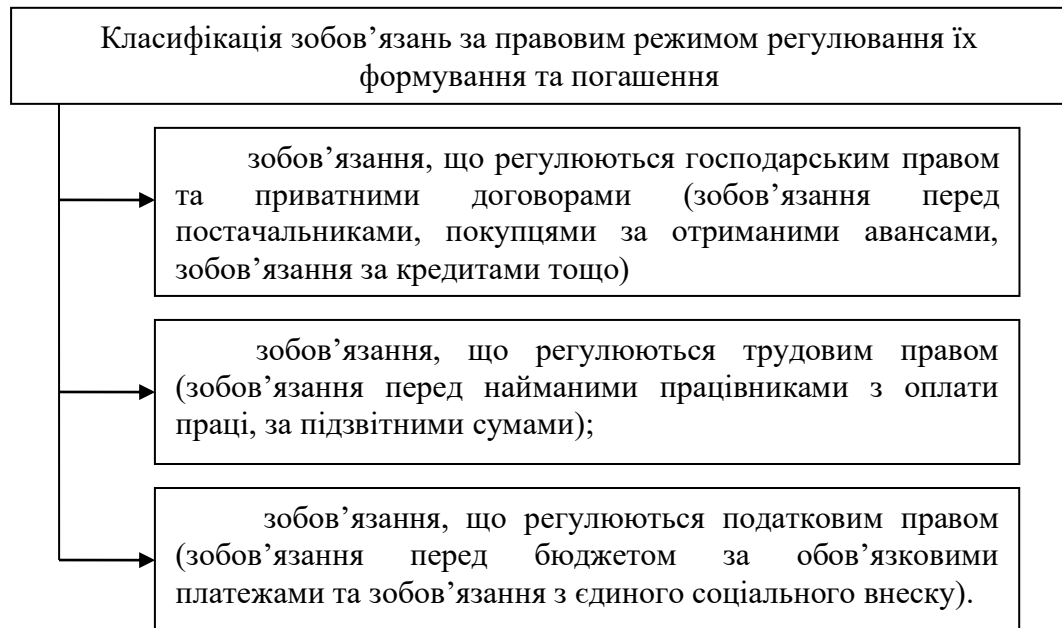 Класифікація зобов’язань за правовим режимом регулювання їх
формування та погашення
зобов’язання, що регулюються господарським правом
та приватними договорами (зобов’язання перед
постачальниками, покупцями за отриманими авансами,
зобов’язання за кредитами тощо)
зобов’язання, що регулюються трудовим правом
(зобов’язання перед найманими працівниками з оплати
праці, за підзвітними сумами);
зобов’язання, що регулюються податковим правом
(зобов’язання перед бюджетом за обов’язковими
платежами та зобов’язання з єдиного соціального внеску).